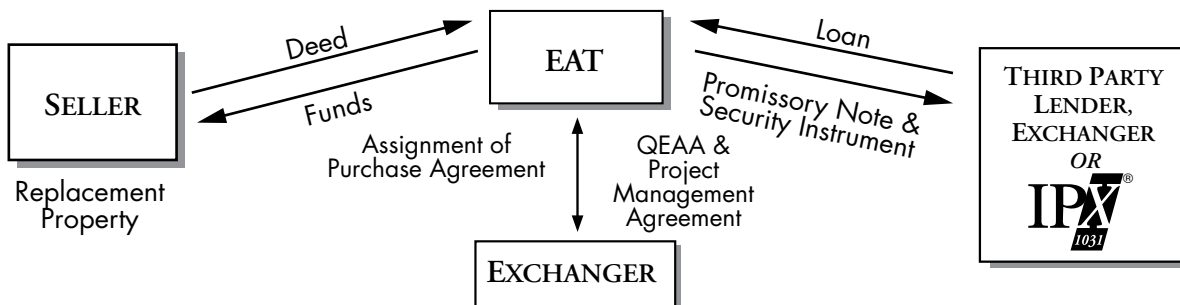 Deed
Funds
SELLER
Replacement
Property
EAT
Assignment of
Purchase Agreement
QEAA &
Project
Management
Agreement
EXCHANGER
Loan
Promissory Note &
Security Instrument
THIRD PARTY
LENDER,
EXCHANGER
OR
IPX®
1031